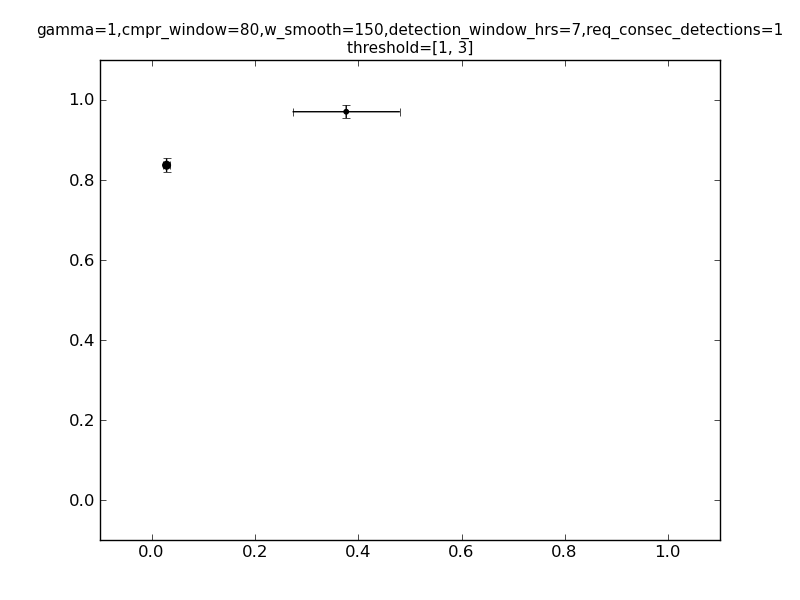 gamma=1,cmpr_window=80,w_smooth=150,detection_window_hrs=7,req_consec_detections=1
threshold=[1, 3]
1.0
0.8
0.6
0.4
0.2
0.0
0.0 0.2 0.4 0.6 0.8 1.0